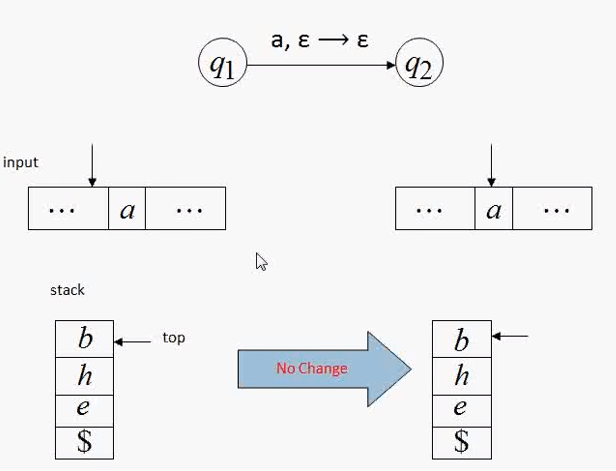 a, ε ⟶ ε
q1 q2
input
... a ... ... a ...
stack
b top b
h No Change h
e e
$ $